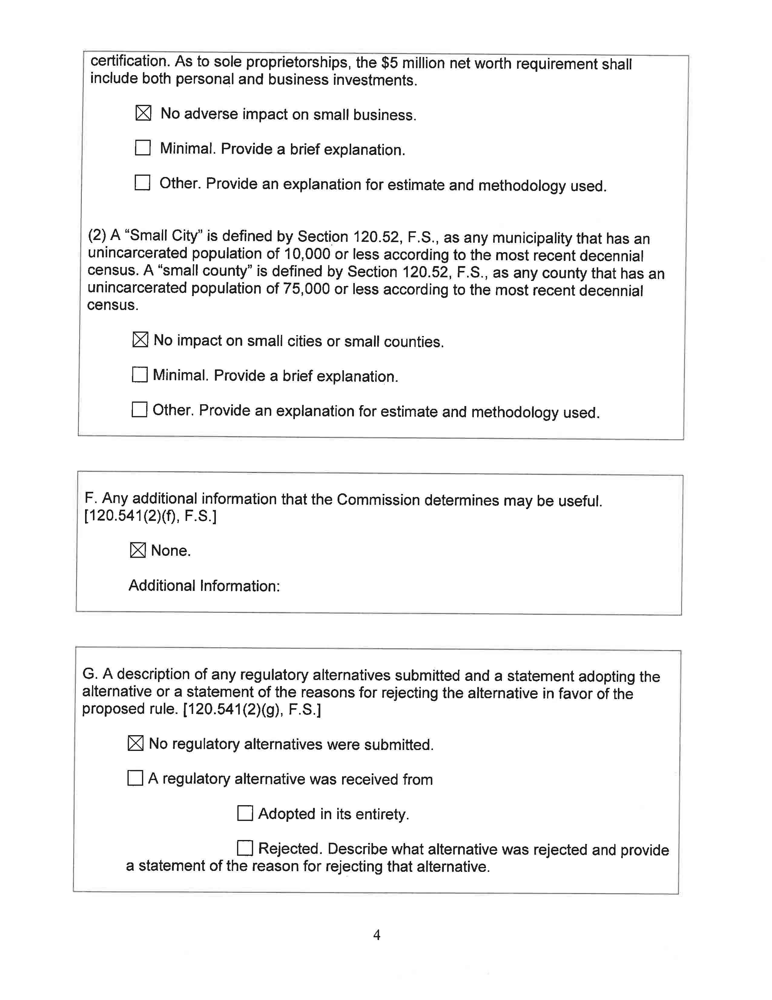 certification. As to sole proprietorships, the $5 million net worth requirement shall
include both personal and business investments.
☒ No adverse impact on small business.
☐ Minimal. Provide a brief explanation.
☐ Other. Provide an explanation for estimate and methodology used.
(2) A “Small City” is defined by Section 120.52, F.S., as any municipality that has an
unincarcerated population of 10,000 or less according to the most recent decennial
census. A “small county” is defined by Section 120.52, F.S., as any county that has an
unincarcerated population of 75,000 or less according to the most recent decennial
census.
☒ No impact on small cities or small counties.
☐ Minimal. Provide a brief explanation.
☐ Other. Provide an explanation for estimate and methodology used.
F. Any additional information that the Commission determines may be useful.
[120.541(2)(f), F.S.]
☒ None.
Additional Information:
G. A description of any regulatory alternatives submitted and a statement adopting the
alternative or a statement of the reasons for rejecting the alternative in favor of the
proposed rule. [120.541(2)(g), F.S.]
☒ No regulatory alternatives were submitted.
☐ A regulatory alternative was received from
☐ Adopted in its entirety.
☐ Rejected. Describe what alternative was rejected and provide
a statement of the reason for rejecting that alternative.
4